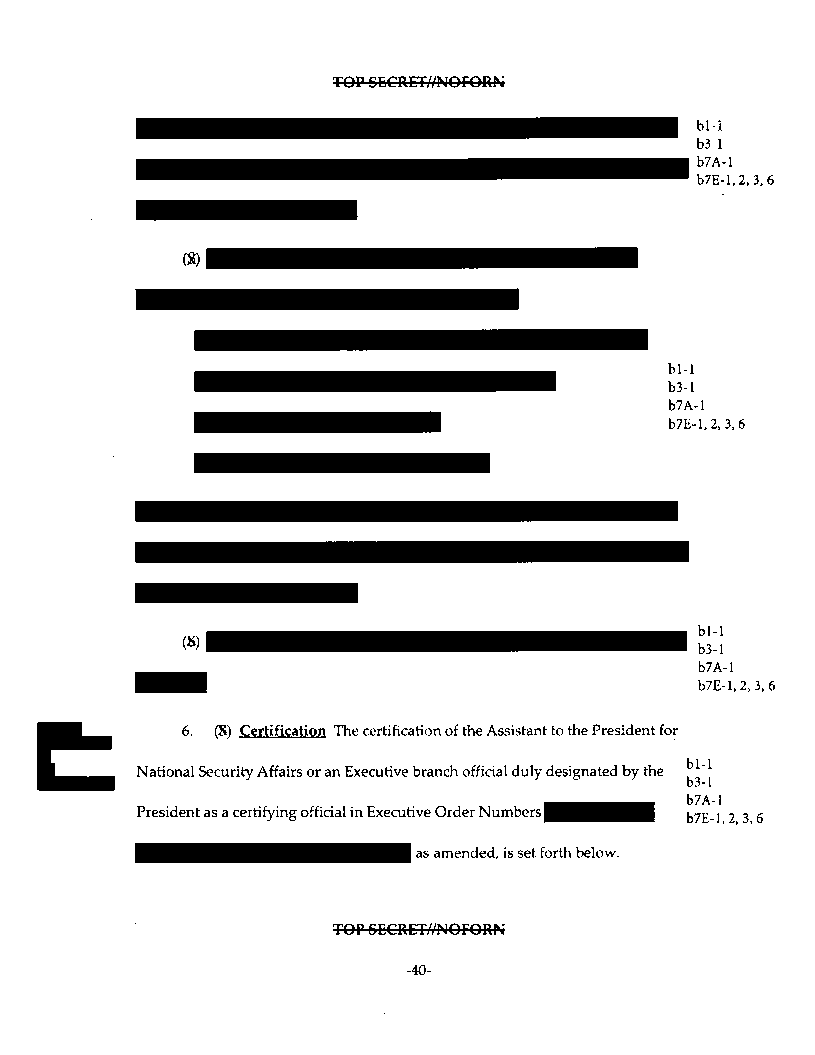 TOP SECRET//NOFORN
b1-1
b3-1
b7A-1
b7E-1, 2, 3, 6
(S)
b1-1
b3-1
b7A-1
b7E-1, 2, 3, 6
(S)
b1-1
b3-1
b7A-1
b7E-1, 2, 3, 6
6. (S) Certification The certification of the Assistant to the President for
National Security Affairs or an Executive branch official duly designated by the
President as a certifying official in Executive Order Numbers
as amended, is set forth below.
b1-1
b3-1
b7A-1
b7E-1, 2, 3, 6
TOP SECRET//NOFORN
-40-